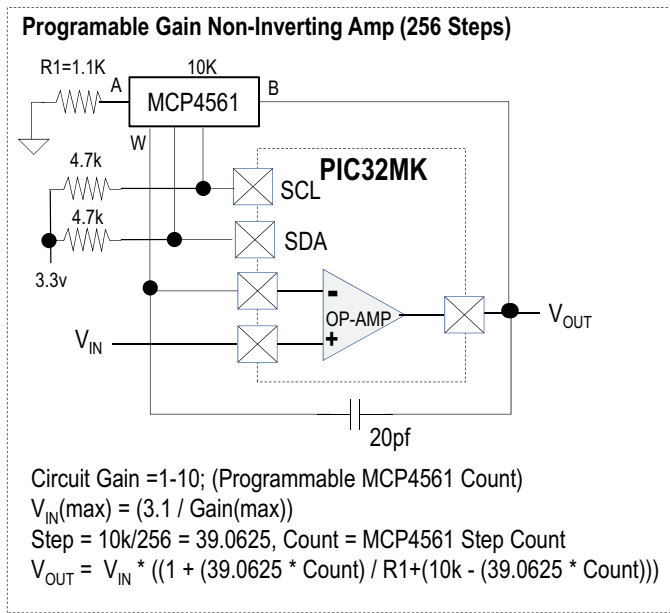 Programable Gain Non-Inverting Amp (256 Steps)
R1=1.1K
A
10K
B
MCP4561
W
4.7k
PIC32MK
SCL
4.7k
SDA
3.3v
-
OP-AMP
+
VIN
VOUT
20pf
Circuit Gain =1-10; (Programmable MCP4561 Count)
VIN(max) = (3.1 / Gain(max))
Step = 10k/256 = 39.0625, Count = MCP4561 Step Count
VOUT = VIN * ((1 + (39.0625 * Count) / R1+(10k - (39.0625 * Count)))